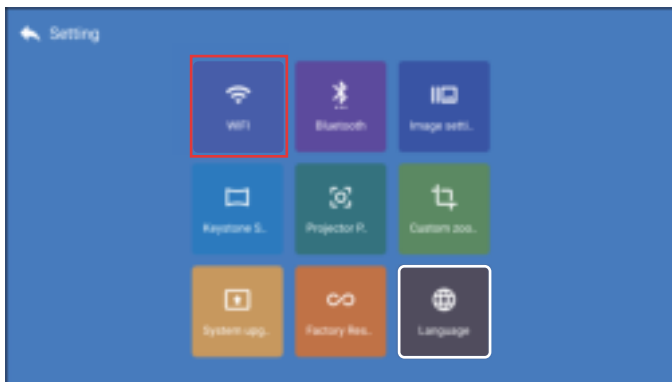 Setting
WIFI
Bluetooth
Image setti..
Keystone S..
Projector P..
Custom zoo..
System upg..
Factory Res..
Language